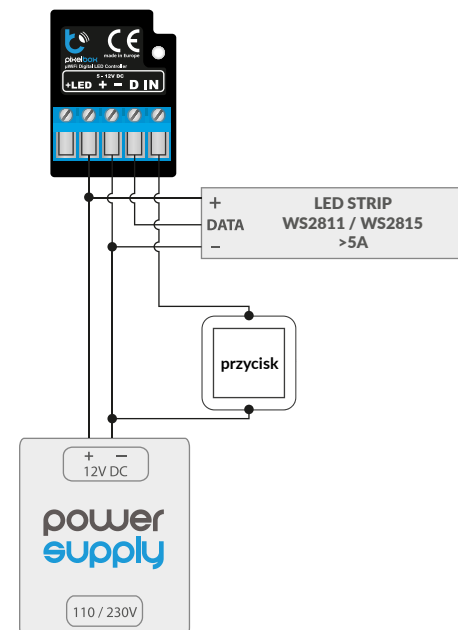 b
CE
pixelbox
made in Europe
µWiFi Digital LED Controller
5 - 12V DC
+LED + − D IN
+ LED STRIP
DATA WS2811 / WS2815
− >5A
przycisk
+ −
12V DC
power
supply
110 / 230V